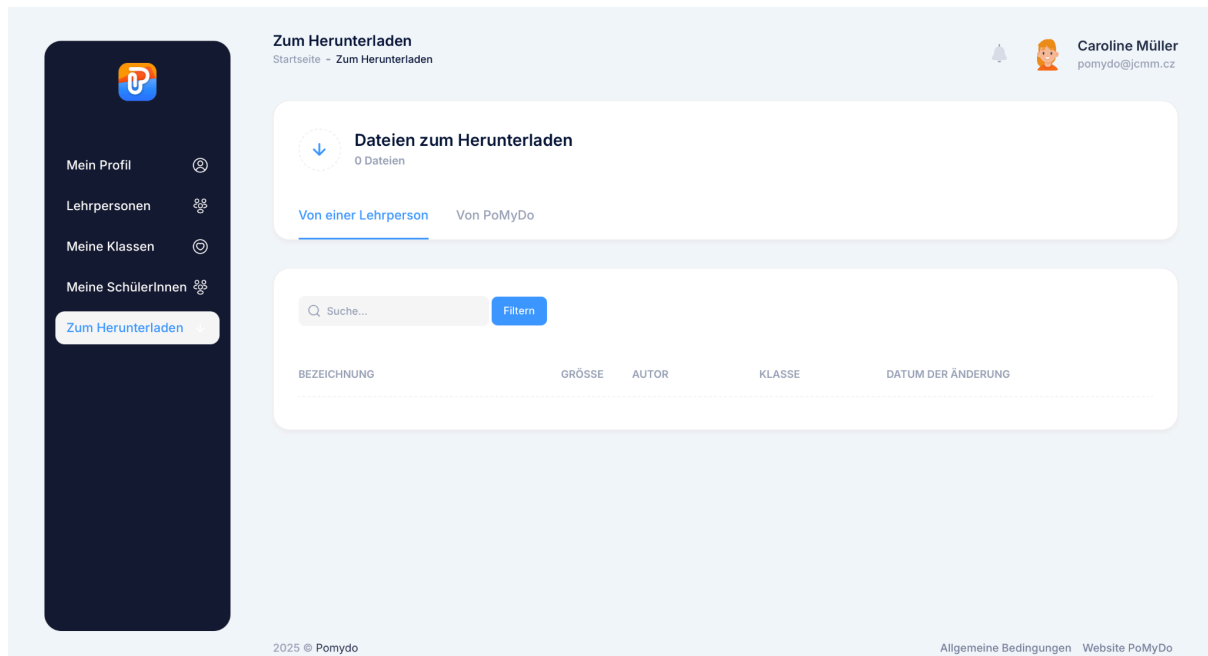 Zum Herunterladen
Startseite - Zum Herunterladen
Caroline Müller
pomydo@jcmm.cz
Mein Profil
Lehrpersonen
Meine Klassen
Meine SchülerInnen
Zum Herunterladen
Dateien zum Herunterladen
0 Dateien
Von einer Lehrperson Von PoMyDo
Suche... Filtern
BEZEICHNUNG GRÖSSE AUTOR KLASSE DATUM DER ÄNDERUNG
2025 © Pomydo
Allgemeine Bedingungen Website PoMyDo